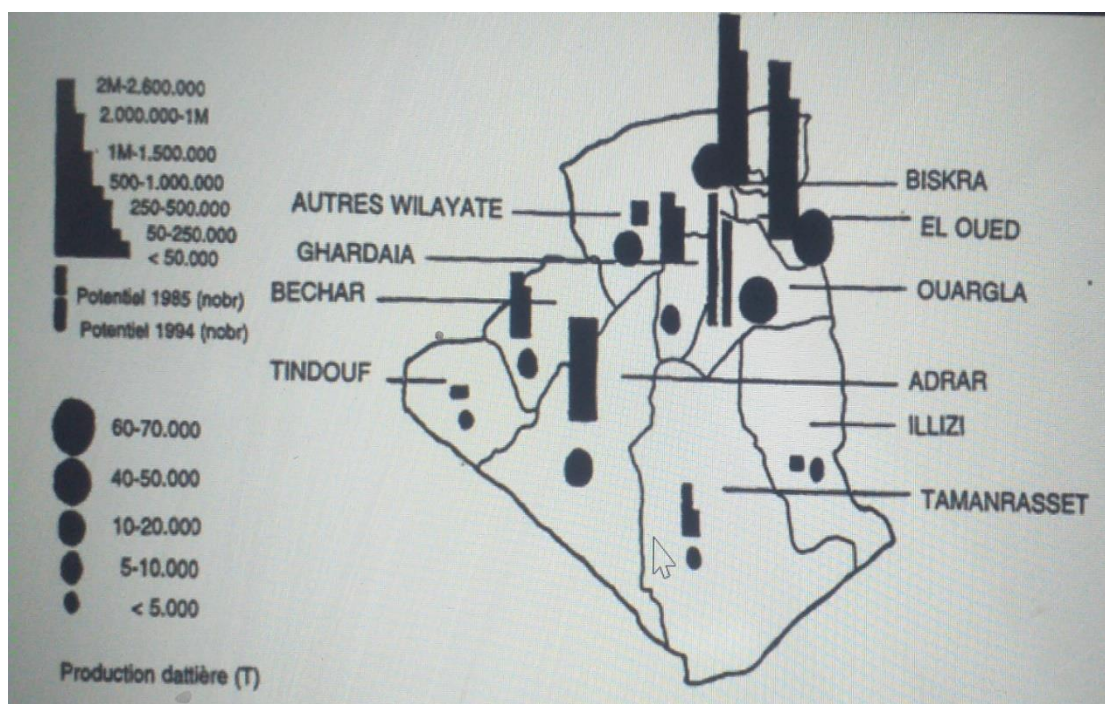 2M-2.600.000
2.000.000-1M
1M-1.500.000
500-1.000.000
250-500.000
50-250.000
< 50.000
Potentiel 1985 (nobr)
Potentiel 1994 (nobr)
60-70.000
40-50.000
10-20.000
5-10.000
< 5.000
Production dattière (T)
AUTRES WILAYATE
GHARDAIA
BECHAR
TINDOUF
BISKRA
EL OUED
OUARGLA
ADRAR
ILLIZI
TAMANRASSET